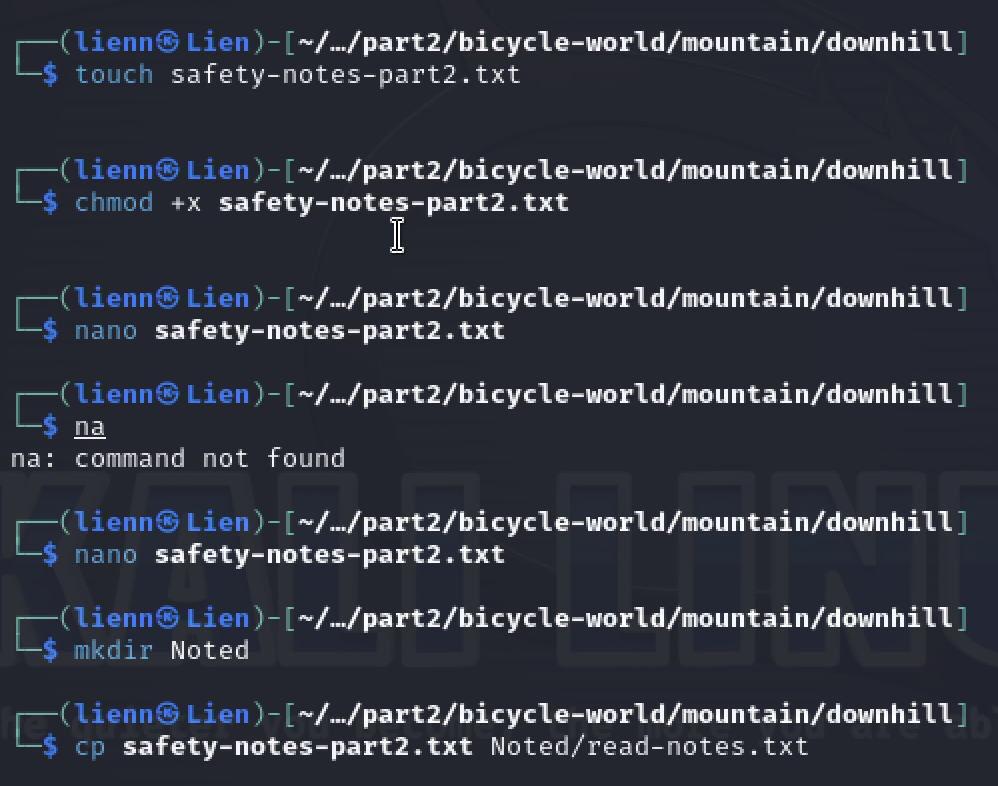 ┌──(lienn㉿Lien)-[~/…/part2/bicycle-world/mountain/downhill]
└─$ touch safety-notes-part2.txt
┌──(lienn㉿Lien)-[~/…/part2/bicycle-world/mountain/downhill]
└─$ chmod +x safety-notes-part2.txt
┌──(lienn㉿Lien)-[~/…/part2/bicycle-world/mountain/downhill]
└─$ nano safety-notes-part2.txt
┌──(lienn㉿Lien)-[~/…/part2/bicycle-world/mountain/downhill]
└─$ na
na: command not found
┌──(lienn㉿Lien)-[~/…/part2/bicycle-world/mountain/downhill]
└─$ nano safety-notes-part2.txt
┌──(lienn㉿Lien)-[~/…/part2/bicycle-world/mountain/downhill]
└─$ mkdir Noted
┌──(lienn㉿Lien)-[~/…/part2/bicycle-world/mountain/downhill]
└─$ cp safety-notes-part2.txt Noted/read-notes.txt
KALI